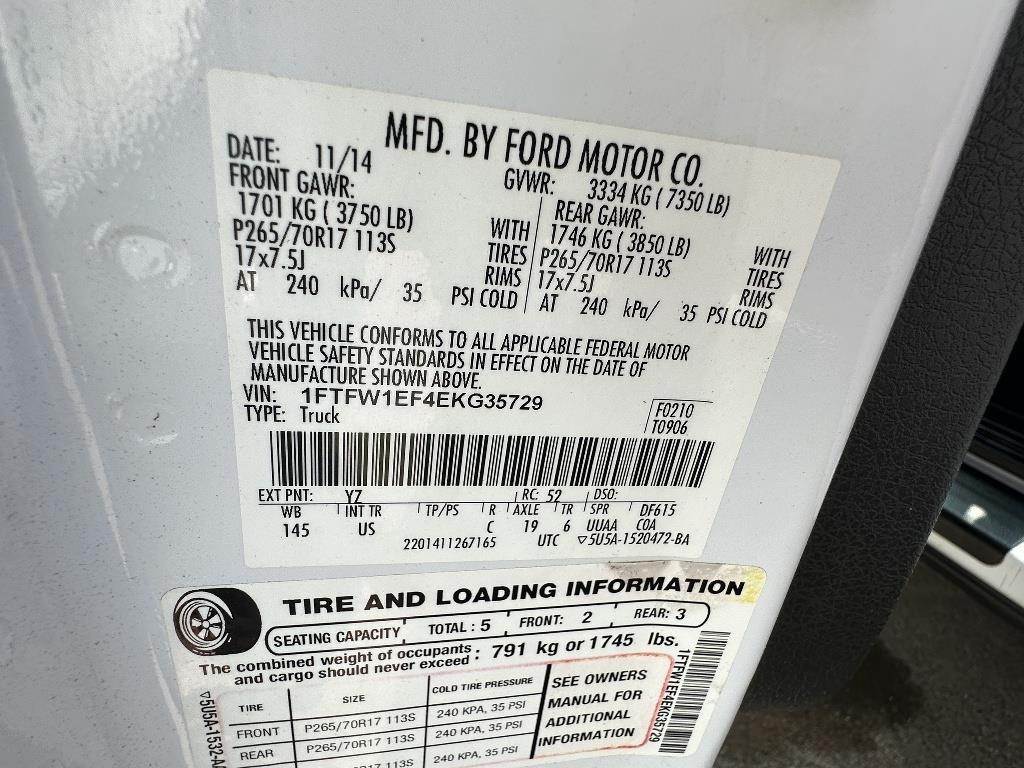 MFD. BY FORD MOTOR CO.
DATE: 11/14
GVWR: 3334 KG ( 7350 LB)
FRONT GAWR:
REAR GAWR:
1701 KG ( 3750 LB) WITH
1746 KG ( 3850 LB) WITH
P265/70R17 113S TIRES
P265/70R17 113S TIRES
17x7.5J RIMS
17x7.5J RIMS
AT 240 kPa/ 35 PSI COLD
AT 240 kPa/ 35 PSI COLD
THIS VEHICLE CONFORMS TO ALL APPLICABLE FEDERAL MOTOR
VEHICLE SAFETY STANDARDS IN EFFECT ON THE DATE OF
MANUFACTURE SHOWN ABOVE.
VIN: 1FTFW1EF4EKG35729
TYPE: Truck
F0210
T0906
EXT PNT: YZ RC: 52 DSO:
WB INT TR TP/PS R AXLE TR SPR DF615
145 US C 19 6 UUAA COA
2201411267165 UTC ▽5U5A-1520472-BA
TIRE AND LOADING INFORMATION
SEATING CAPACITY TOTAL : 5 FRONT: 2 REAR: 3
The combined weight of occupants
and cargo should never exceed : 791 kg or 1745 lbs.
TIRE SIZE COLD TIRE PRESSURE
FRONT P265/70R17 113S 240 KPA, 35 PSI
REAR P265/70R17 113S 240 KPA, 35 PSI
240 KPA, 35 PSI
SEE OWNERS
MANUAL FOR
ADDITIONAL
INFORMATION
1FTFW1EF4EKG35729